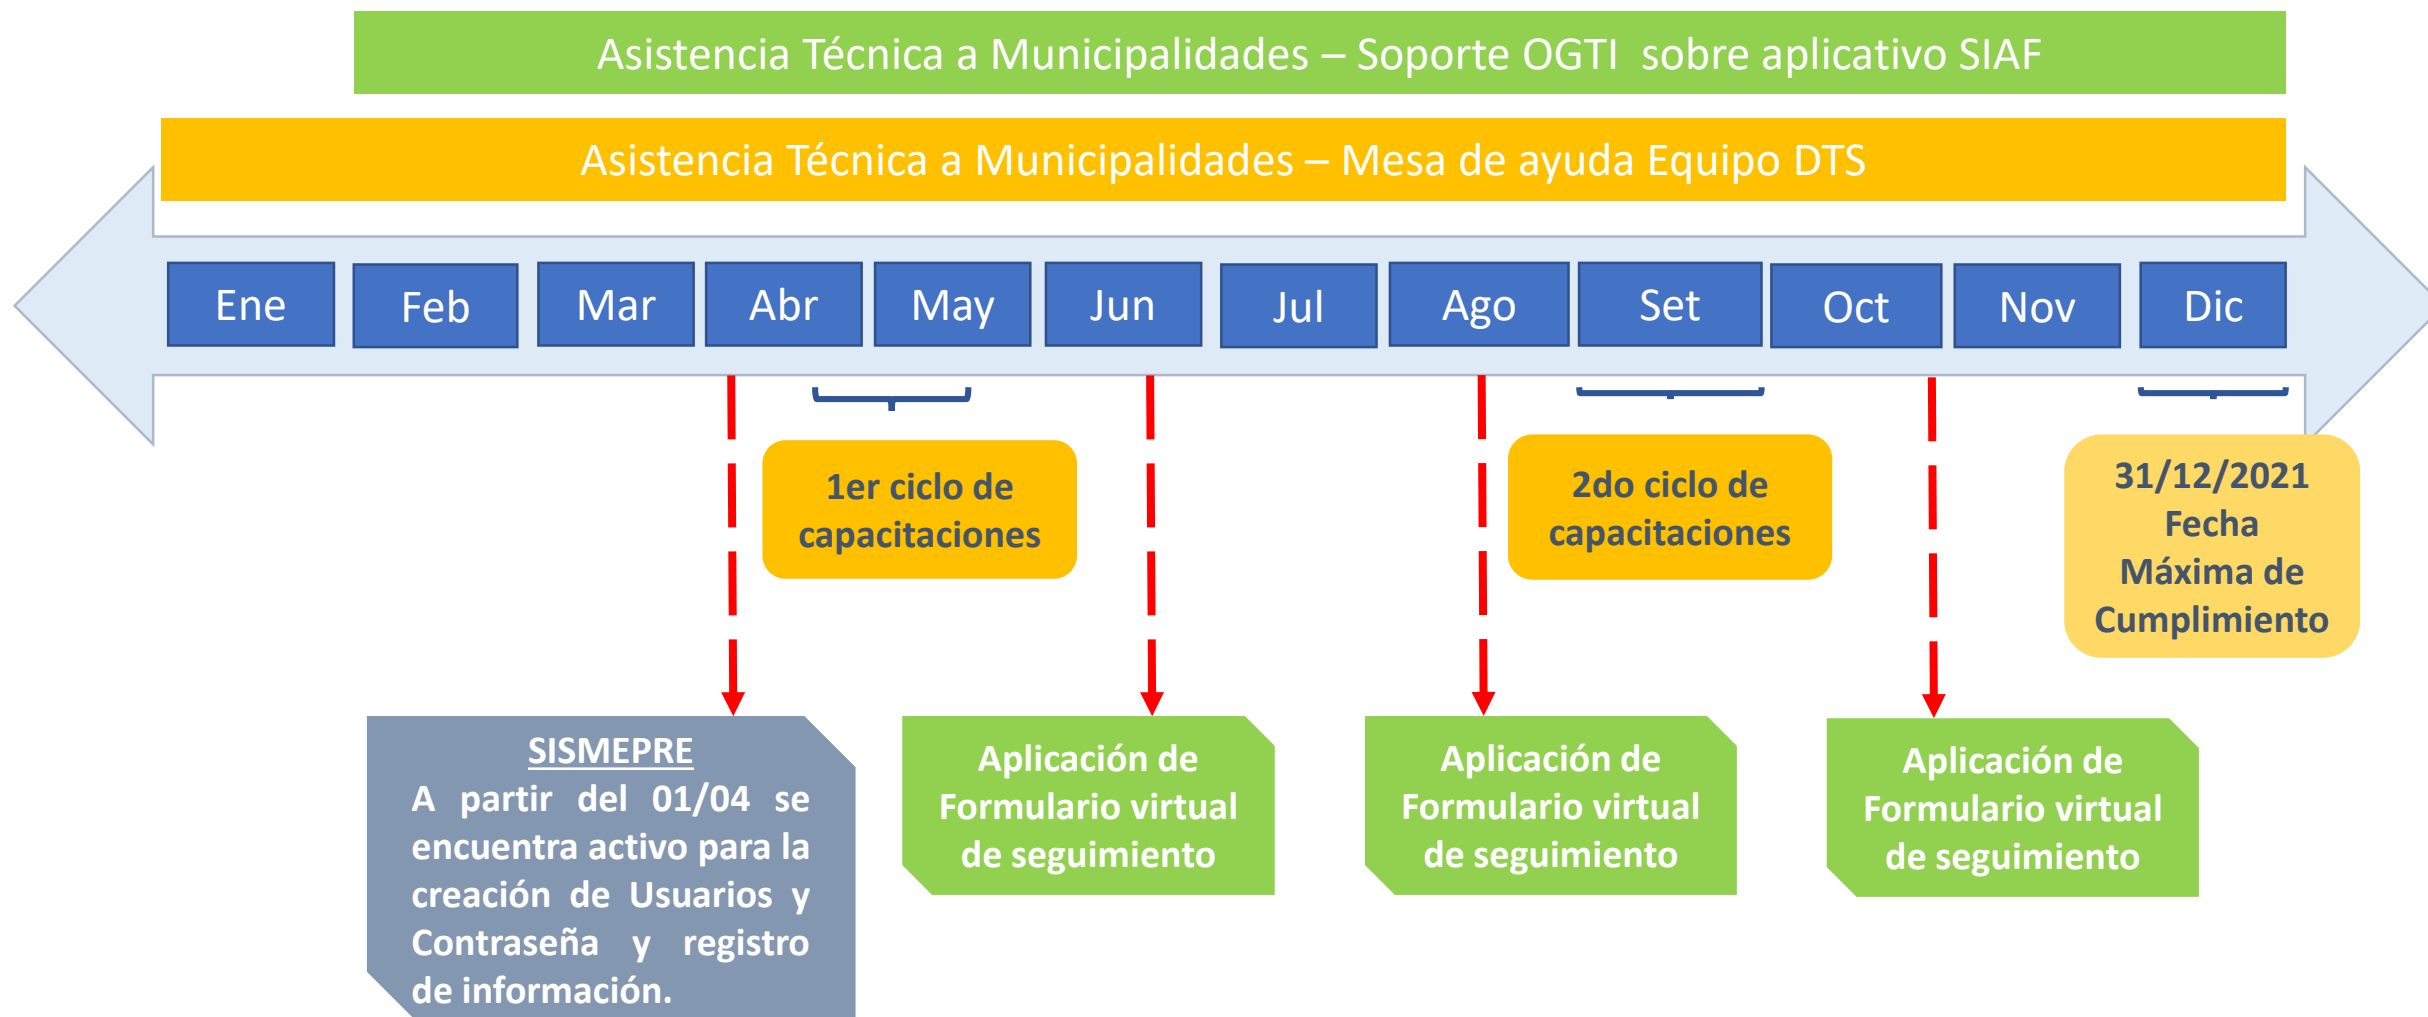 Asistencia Técnica a Municipalidades – Soporte OGTI sobre aplicativo SIAF
Asistencia Técnica a Municipalidades – Mesa de ayuda Equipo DTS
Ene Feb Mar Abr May Jun Jul Ago Set Oct Nov Dic
1er ciclo de
capacitaciones
2do ciclo de
capacitaciones
31/12/2021
Fecha
Máxima de
Cumplimiento
SISMEPRE
A partir del 01/04 se
encuentra activo para la
creación de Usuarios y
Contraseña y registro
de información.
Aplicación de
Formulario virtual
de seguimiento
Aplicación de
Formulario virtual
de seguimiento
Aplicación de
Formulario virtual
de seguimiento